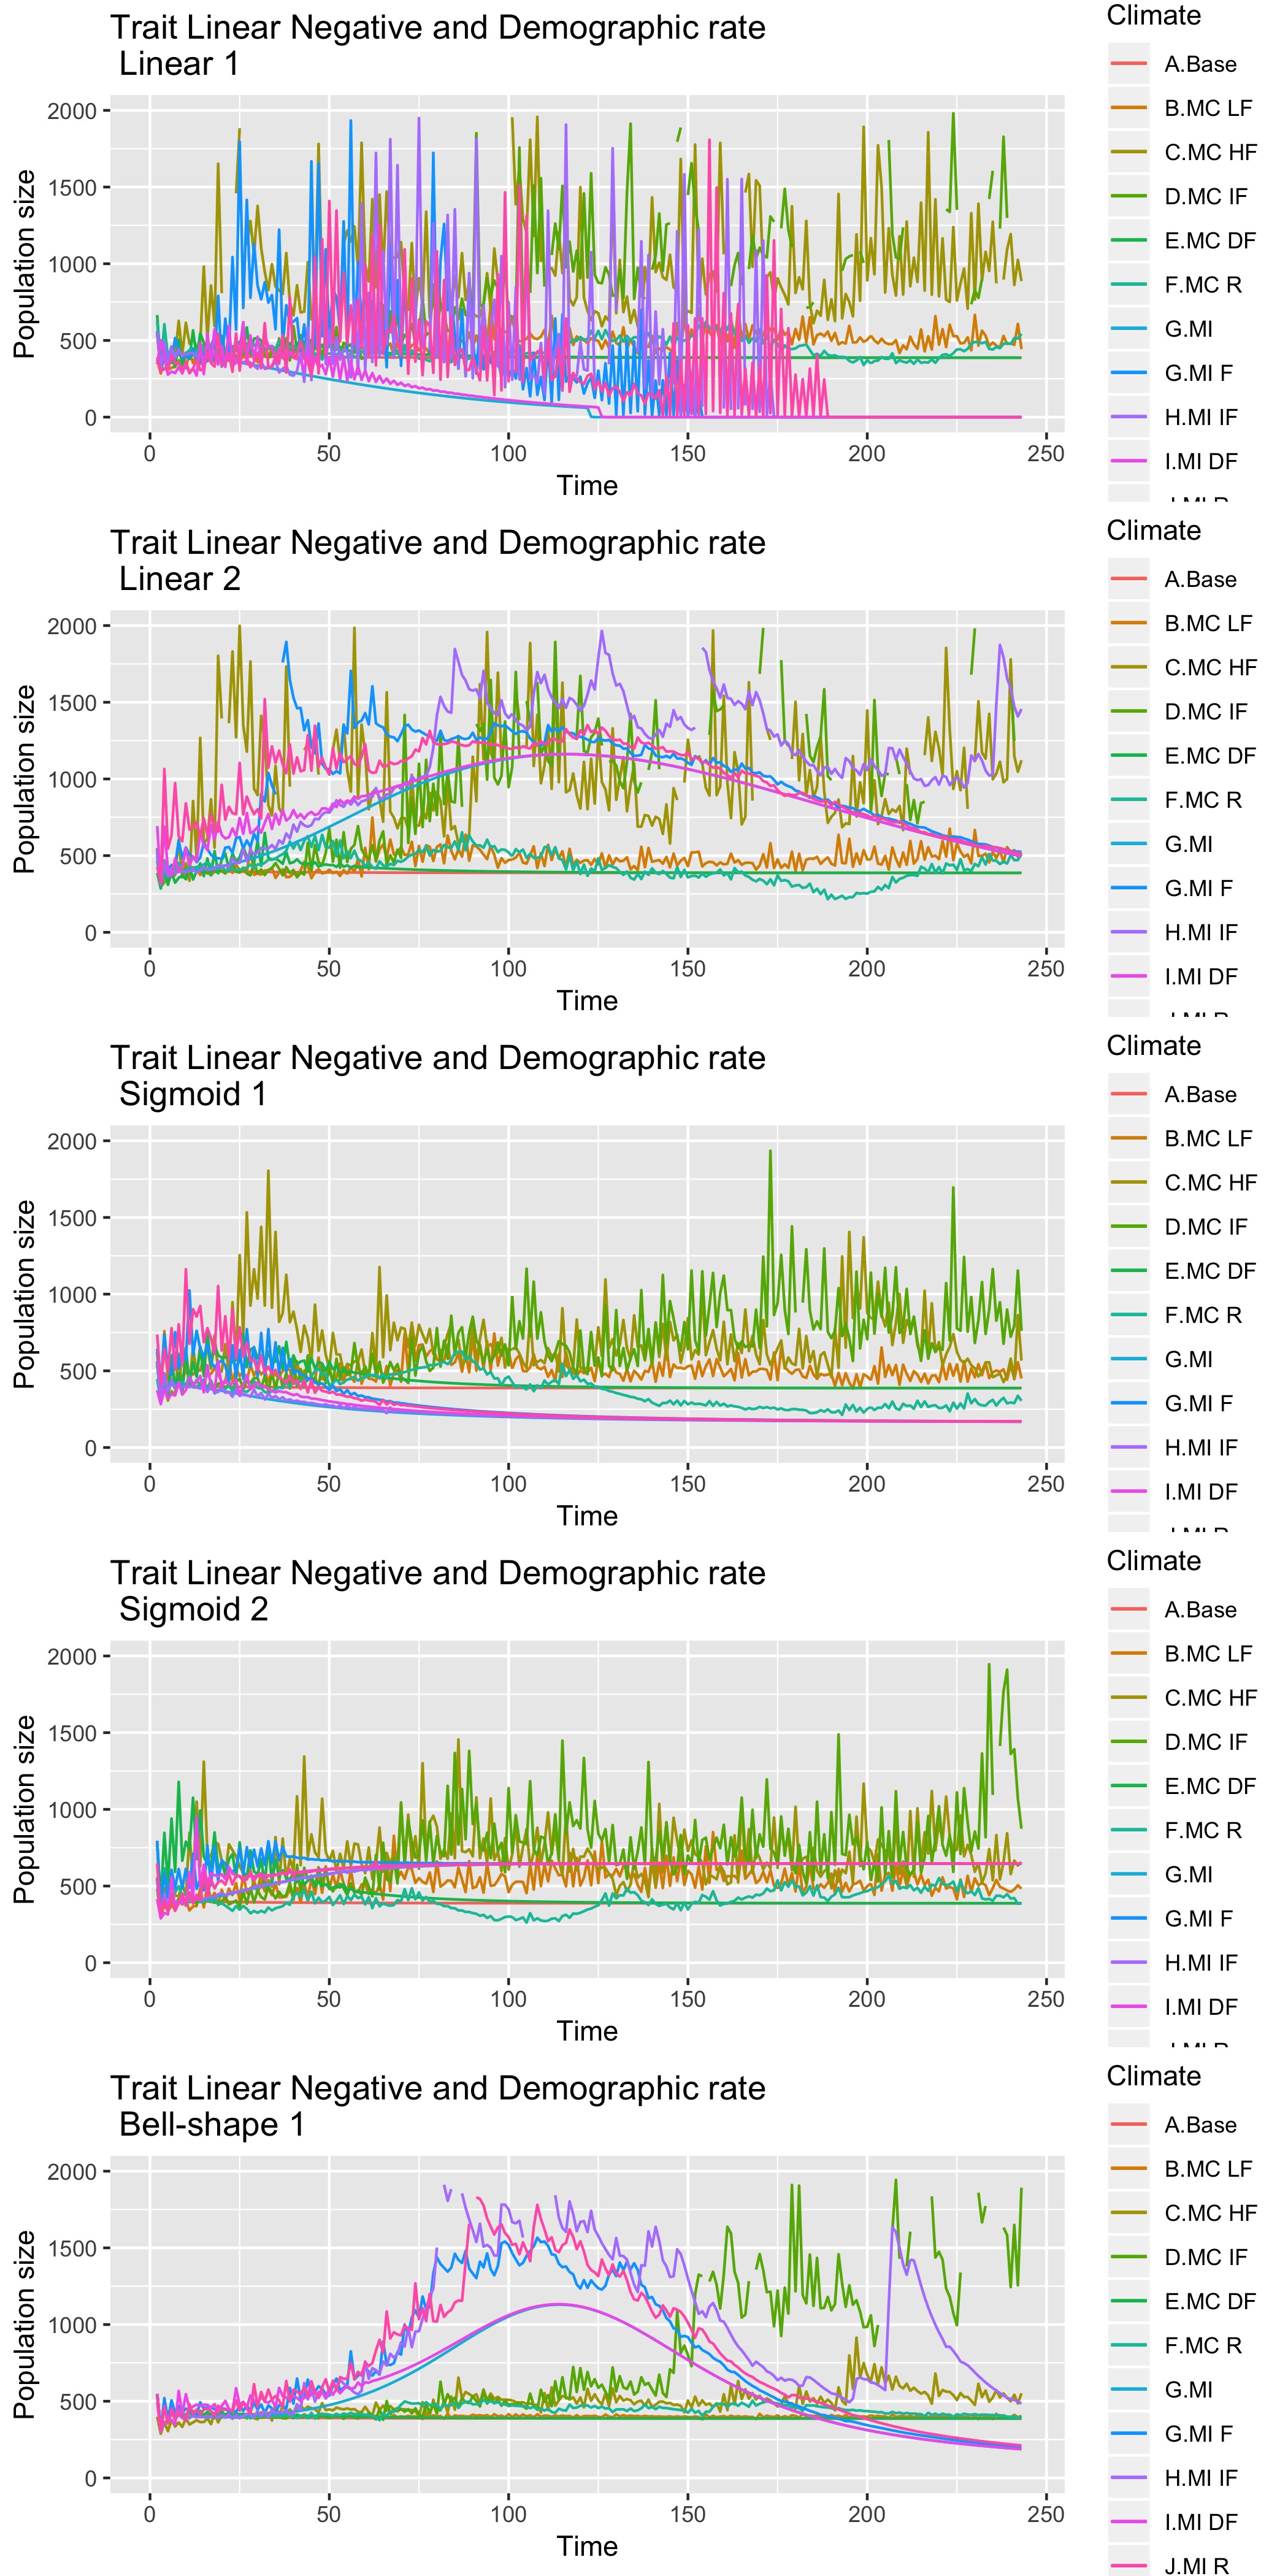 Trait Linear Negative and Demographic rate
Linear 1
Population size
2000
1500
1000
500
0
0 50 100 150 200 250
Time
Climate
A.Base
B.MC LF
C.MC HF
D.MC IF
E.MC DF
F.MC R
G.MI
G.MI F
H.MI IF
I.MI DF
Trait Linear Negative and Demographic rate
Linear 2
Population size
2000
1500
1000
500
0
0 50 100 150 200 250
Time
Climate
A.Base
B.MC LF
C.MC HF
D.MC IF
E.MC DF
F.MC R
G.MI
G.MI F
H.MI IF
I.MI DF
Trait Linear Negative and Demographic rate
Sigmoid 1
Population size
2000
1500
1000
500
0
0 50 100 150 200 250
Time
Climate
A.Base
B.MC LF
C.MC HF
D.MC IF
E.MC DF
F.MC R
G.MI
G.MI F
H.MI IF
I.MI DF
Trait Linear Negative and Demographic rate
Sigmoid 2
Population size
2000
1500
1000
500
0
0 50 100 150 200 250
Time
Climate
A.Base
B.MC LF
C.MC HF
D.MC IF
E.MC DF
F.MC R
G.MI
G.MI F
H.MI IF
I.MI DF
Trait Linear Negative and Demographic rate
Bell-shape 1
Population size
2000
1500
1000
500
0
0 50 100 150 200 250
Time
Climate
A.Base
B.MC LF
C.MC HF
D.MC IF
E.MC DF
F.MC R
G.MI
G.MI F
H.MI IF
I.MI DF
J.MI R